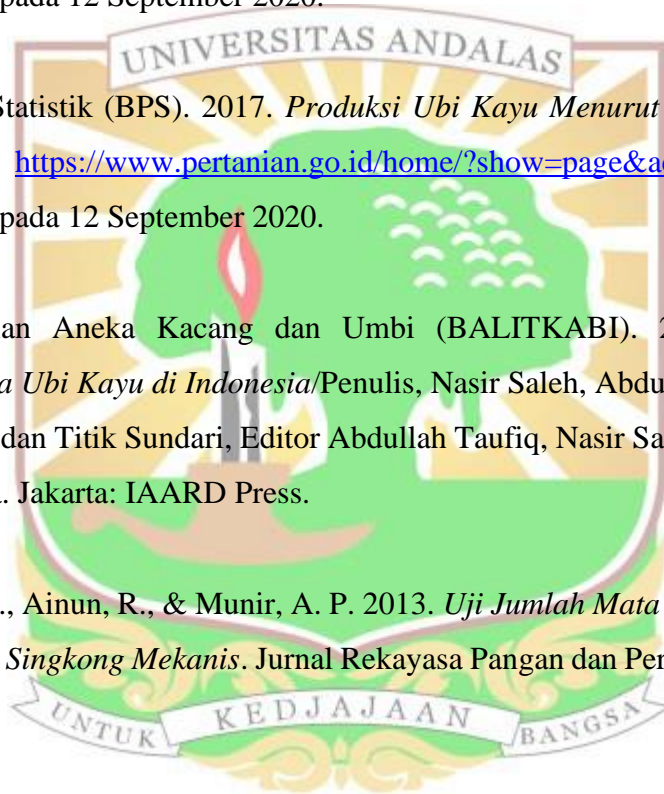 pada 12 September 2020.
UNIVERSITAS ANDALAS
Statistik (BPS). 2017. Produksi Ubi Kayu Menurut
https://www.pertanian.go.id/home/?show=page&a
pada 12 September 2020.
an Aneka Kacang dan Umbi (BALITKABI). 2
a Ubi Kayu di Indonesia/Penulis, Nasir Saleh, Abdu
dan Titik Sundari, Editor Abdullah Taufiq, Nasir Sa
. Jakarta: IAARD Press.
., Ainun, R., & Munir, A. P. 2013. Uji Jumlah Mata
Singkong Mekanis. Jurnal Rekayasa Pangan dan Per
UNTUK KEDJAJAAN BANGSA